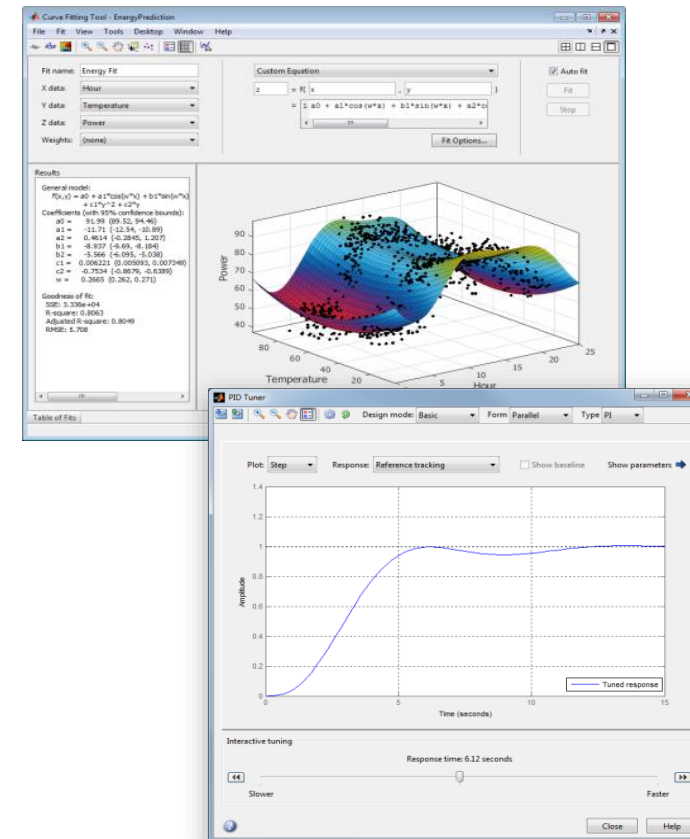 Curve Fitting Tool - EnergyPrediction
File Fit View Tools Desktop Window Help
Fit name: Energy Fit
X data: Hour
Y data: Temperature
Z data: Power
Weights: (none)
Custom Equation
z = f( x , y )
= 1 a0 + a1*cos(w*x) + b1*sin(w*x) + a2*c
Fit Options...
Auto fit
Fit
Stop
Results
General model:
f(x,y) = a0 + a1*cos(w*x) + b1*sin(w*x)
+ c1*y^2 + c2*y
Coefficients (with 95% confidence bounds):
a0 = 91.99 (89.52, 94.46)
a1 = -11.71 (-12.54, -10.89)
a2 = 0.4614 (-0.2845, 1.207)
b1 = -8.937 (-9.69, -8.184)
b2 = -5.566 (-6.095, -5.038)
c1 = 0.006221 (0.005093, 0.007349)
c2 = -0.7534 (-0.8679, -0.6389)
w = 0.2665 (0.262, 0.271)
Goodness of fit:
SSE: 3.336e+04
R-square: 0.8063
Adjusted R-square: 0.8049
RMSE: 5.708
Power
90
80
70
60
50
40
80
60
40
20
Temperature
5
10
15
20
25
Hour
Table of Fits
PID Tuner
Design mode: Basic Form Parallel Type PI
Plot: Step Response: Reference tracking Show baseline Show parameters
Amplitude
1.4
1.2
1
0.8
0.6
0.4
0.2
0
0 5 10 15
Tuned response
Time (seconds)
Interactive tuning
Response time: 6.12 seconds
Slower Faster
Close Help